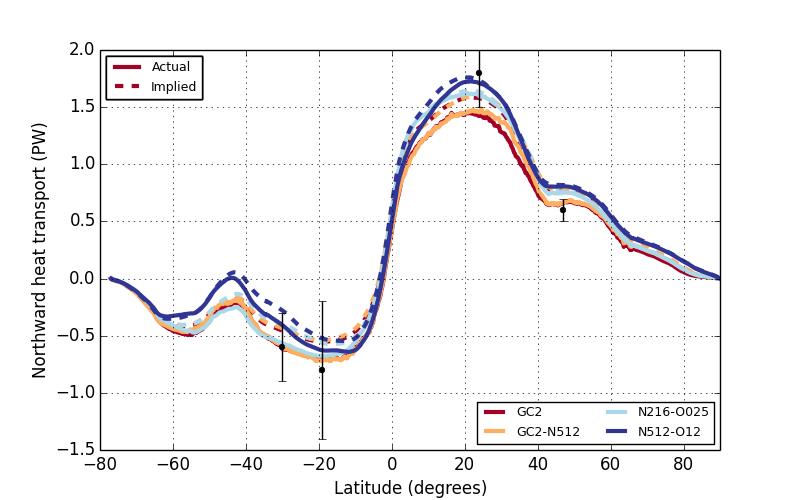 2.0
1.5
1.0
0.5
0.0
−0.5
−1.0
−1.5
Northward heat transport (PW)
Actual
Implied
GC2
GC2-N512
N216-O025
N512-O12
−80 −60 −40 −20 0 20 40 60 80
Latitude (degrees)